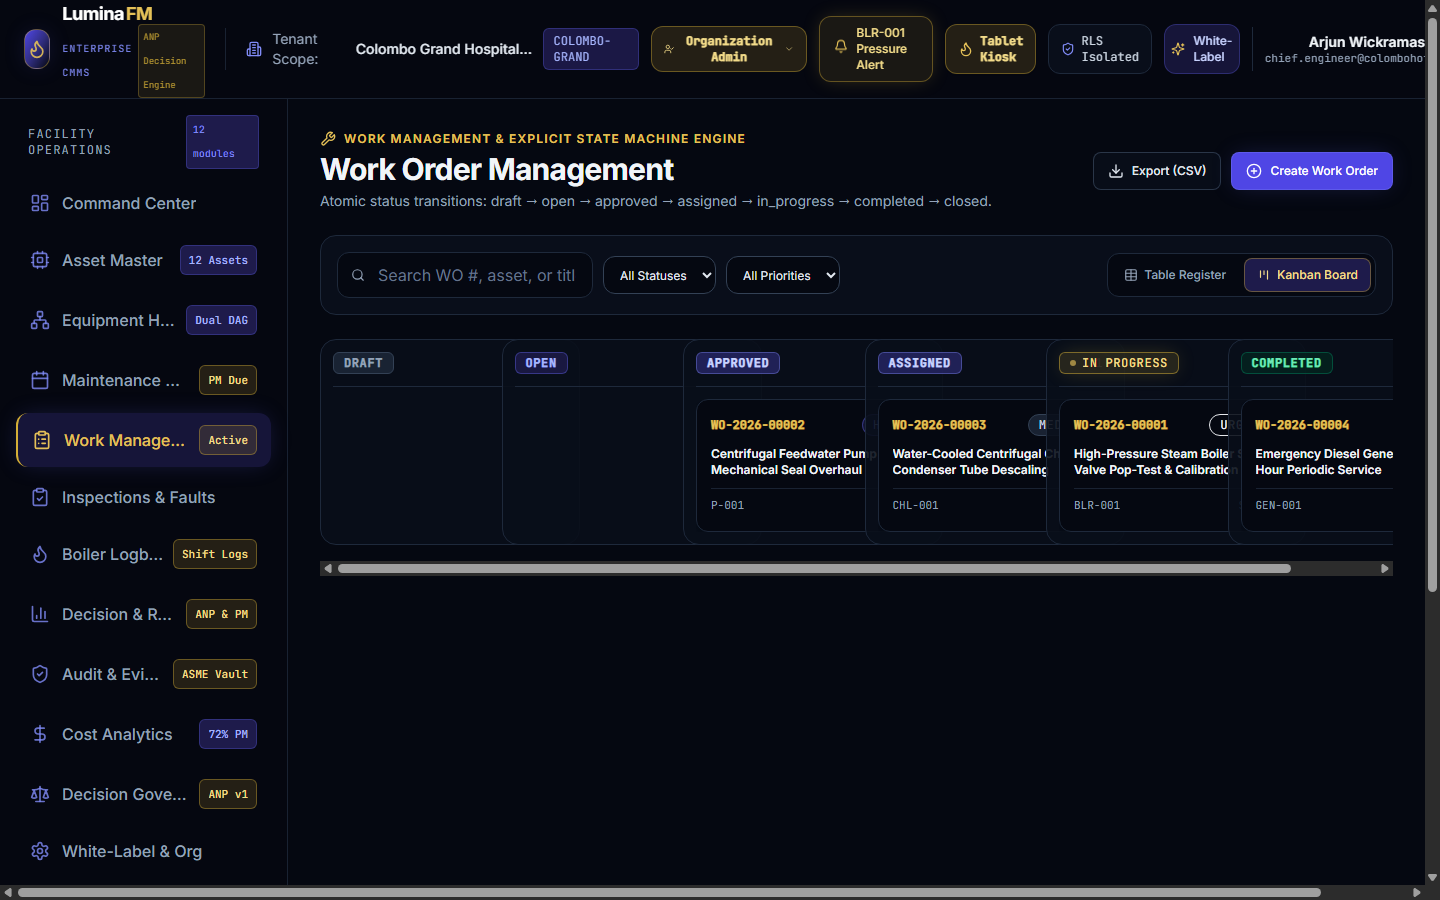 LuminaFM
ENTERPRISE
CMMS
ANP
Decision
Engine
Tenant
Scope:
Colombo Grand Hospital...
COLOMBO-
GRAND
Organization
Admin
BLR-001
Pressure
Alert
Tablet
Kiosk
RLS
Isolated
White-
Label
Arjun Wickramas
chief.engineer@colomboho
FACILITY
OPERATIONS
12
modules
Command Center
Asset Master
12 Assets
Equipment H...
Dual DAG
Maintenance ...
PM Due
Work Manage...
Active
Inspections & Faults
Boiler Logb...
Shift Logs
Decision & R...
ANP & PM
Audit & Evi...
ASME Vault
Cost Analytics
72% PM
Decision Gove...
ANP v1
White-Label & Org
WORK MANAGEMENT & EXPLICIT STATE MACHINE ENGINE
Work Order Management
Atomic status transitions: draft → open → approved → assigned → in_progress → completed → closed.
Export (CSV)
Create Work Order
Search WO #, asset, or titl
All Statuses
All Priorities
Table Register
Kanban Board
DRAFT
OPEN
APPROVED
WO-2026-00002
Centrifugal Feedwater Pump
Mechanical Seal Overhaul
P-001
ASSIGNED
WO-2026-00003
Water-Cooled Centrifugal Ch
Condenser Tube Descaling
CHL-001
IN PROGRESS
WO-2026-00001
High-Pressure Steam Boiler S
Valve Pop-Test & Calibration
BLR-001
COMPLETED
WO-2026-00004
Emergency Diesel Gene
Hour Periodic Service
GEN-001